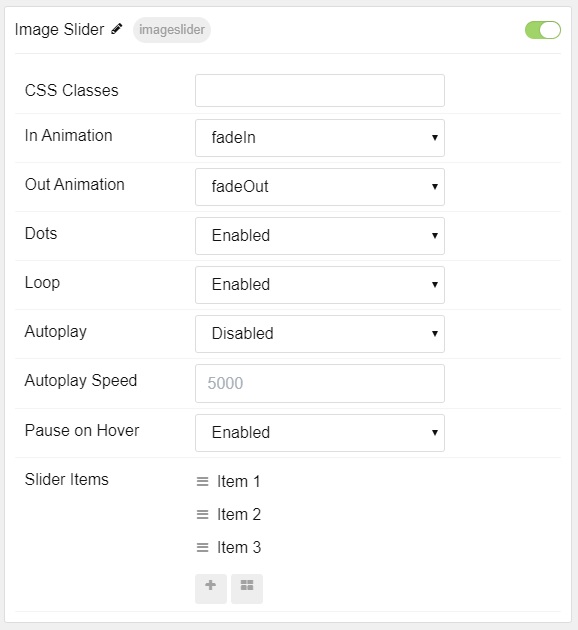 Image Slider imageslider
CSS Classes
In Animation fadeIn
Out Animation fadeOut
Dots Enabled
Loop Enabled
Autoplay Disabled
Autoplay Speed 5000
Pause on Hover Enabled
Slider Items Item 1
Item 2
Item 3